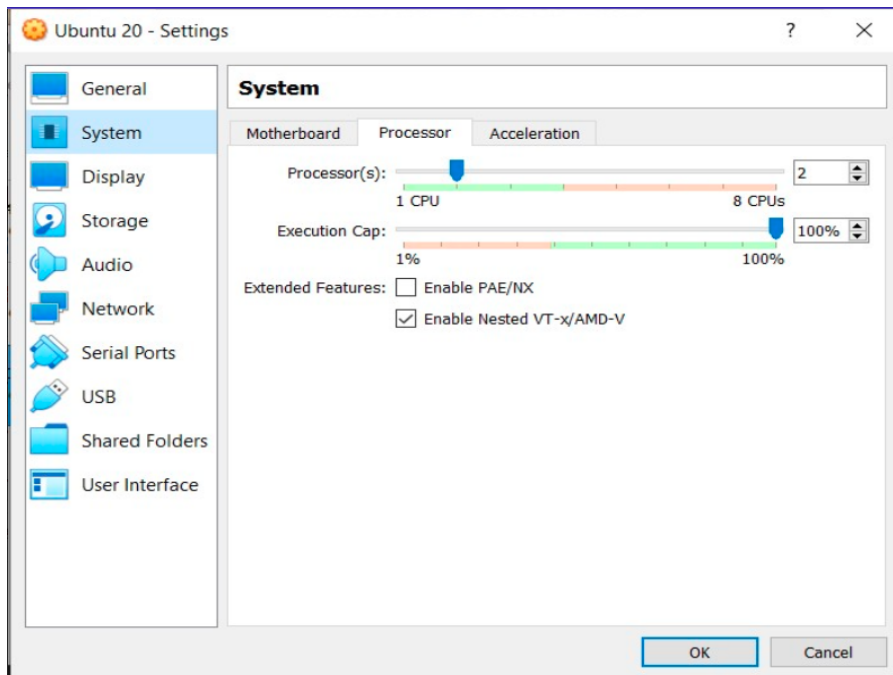 Ubuntu 20 - Settings
?
General
System
Display
Storage
Audio
Network
Serial Ports
USB
Shared Folders
User Interface
System
Motherboard Processor Acceleration
Processor(s): 2
1 CPU 8 CPUs
Execution Cap: 100%
1% 100%
Extended Features: Enable PAE/NX
Enable Nested VT-x/AMD-V
OK Cancel